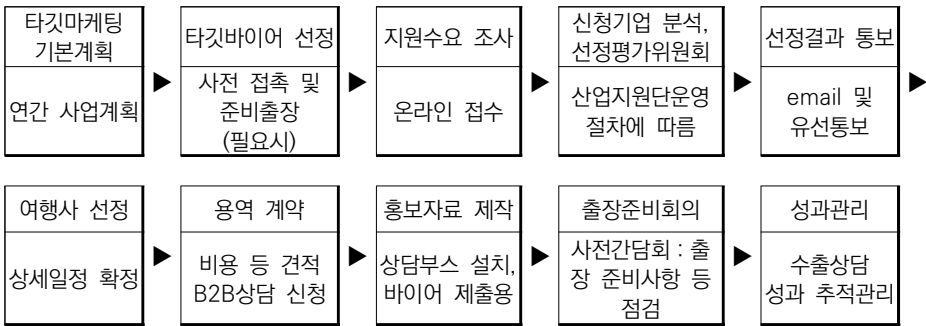 타깃마케팅
기본계획
연간 사업계획
▶
타깃바이어 선정
사전 접촉 및
준비출장
(필요시)
▶
지원수요 조사
온라인 접수
▶
신청기업 분석,
선정평가위원회
산업지원단운영
절차에 따름
▶
선정결과 통보
email 및
유선통보
▶
여행사 선정
상세일정 확정
▶
용역 계약
비용 등 견적
B2B상담 신청
▶
홍보자료 제작
상담부스 설치,
바이어 제출용
▶
출장준비회의
사전간담회 : 출
장 준비사항 등
점검
▶
성과관리
수출상담
성과 추적관리